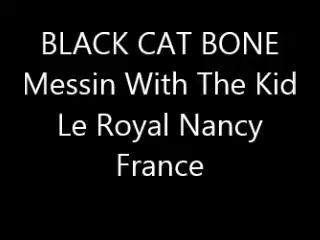 BLACK CAT BONE
Messin With The Kid
Le Royal Nancy
France